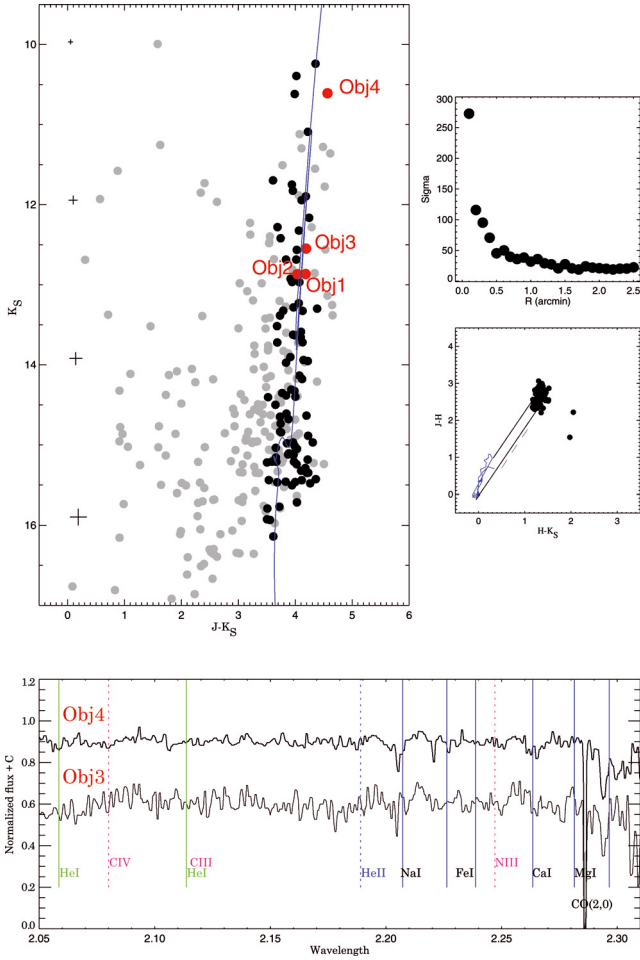 10
12
14
16
K_S
Obj4
Obj3
Obj2
Obj1
0 1 2 3 4 5 6
J-K_S
300
250
200
150
100
50
0
Sigma
0.0 0.5 1.0 1.5 2.0 2.5
R (arcmin)
4
3
2
1
0
J-H
0 1 2 3
H-K_S
1.2
1.0
0.8
0.6
0.4
0.2
0.0
Normalized flux + C
Obj4
Obj3
CIV CIII NIII
HeI HeI HeII NaI FeI CaI MgI
CO(2,0)
2.05 2.10 2.15 2.20 2.25 2.30
Wavelength